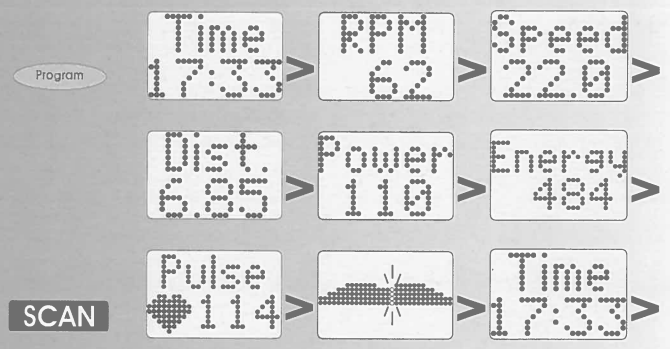 Time
17:33
>
RPM
62
>
Speed
22.0
>
Program
Dist.
6.85
>
Power
110
>
Energy
484
>
Pulse
114
>
>
Time
17:33
>
SCAN